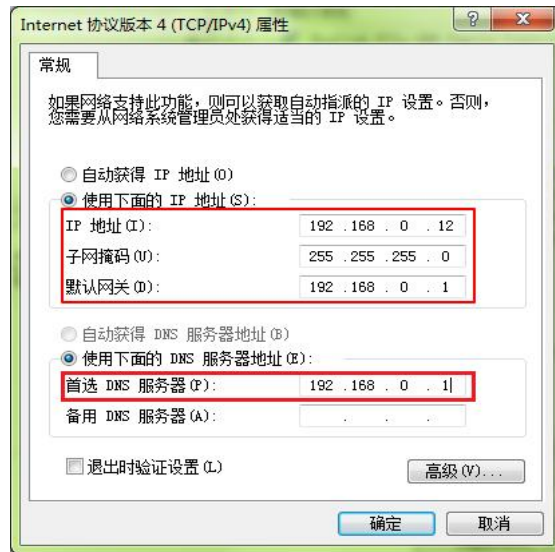 Internet 协议版本 4 (TCP/IPv4) 属性
常规
如果网络支持此功能，则可以获取自动指派的 IP 设置。否则，
您需要从网络系统管理员处获得适当的 IP 设置。
自动获得 IP 地址(O)
使用下面的 IP 地址(S):
IP 地址(I): 192 .168 . 0 . 12
子网掩码(U): 255 .255 .255 . 0
默认网关(D): 192 .168 . 0 . 1
自动获得 DNS 服务器地址(B)
使用下面的 DNS 服务器地址(E):
首选 DNS 服务器(P): 192 .168 . 0 . 1
备用 DNS 服务器(A): . . .
退出时验证设置(L)
高级(V)...
确定 取消